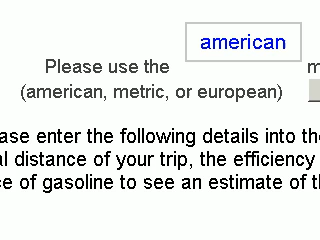 american
Please use the
(american, metric, or european)
ase enter the following details into the
al distance of your trip, the efficiency
ce of gasoline to see an estimate of th